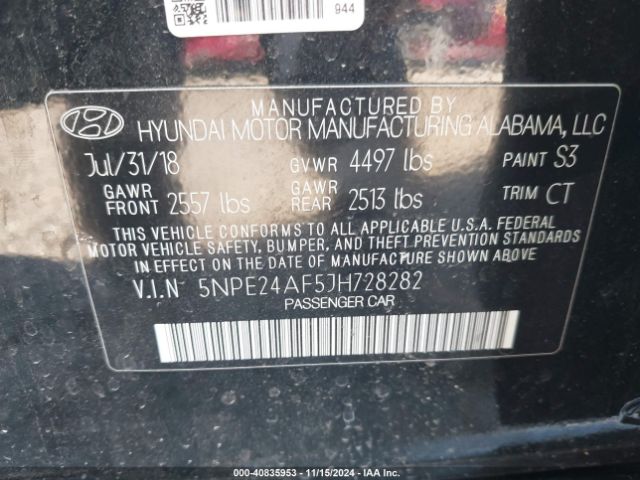 944
MANUFACTURED BY
HYUNDAI MOTOR MANUFACTURING ALABAMA, LLC
Jul/31/18 GVWR 4497 lbs PAINT S3
GAWR FRONT 2557 lbs GAWR REAR 2513 lbs TRIM CT
THIS VEHICLE CONFORMS TO ALL APPLICABLE U.S.A. FEDERAL
MOTOR VEHICLE SAFETY, BUMPER, AND THEFT PREVENTION STANDARDS
IN EFFECT ON THE DATE OF MANUFACTURE SHOWN ABOVE
V.I.N 5NPE24AF5JH728282
PASSENGER CAR
000-40835953 - 11/15/2024 - IAA Inc.